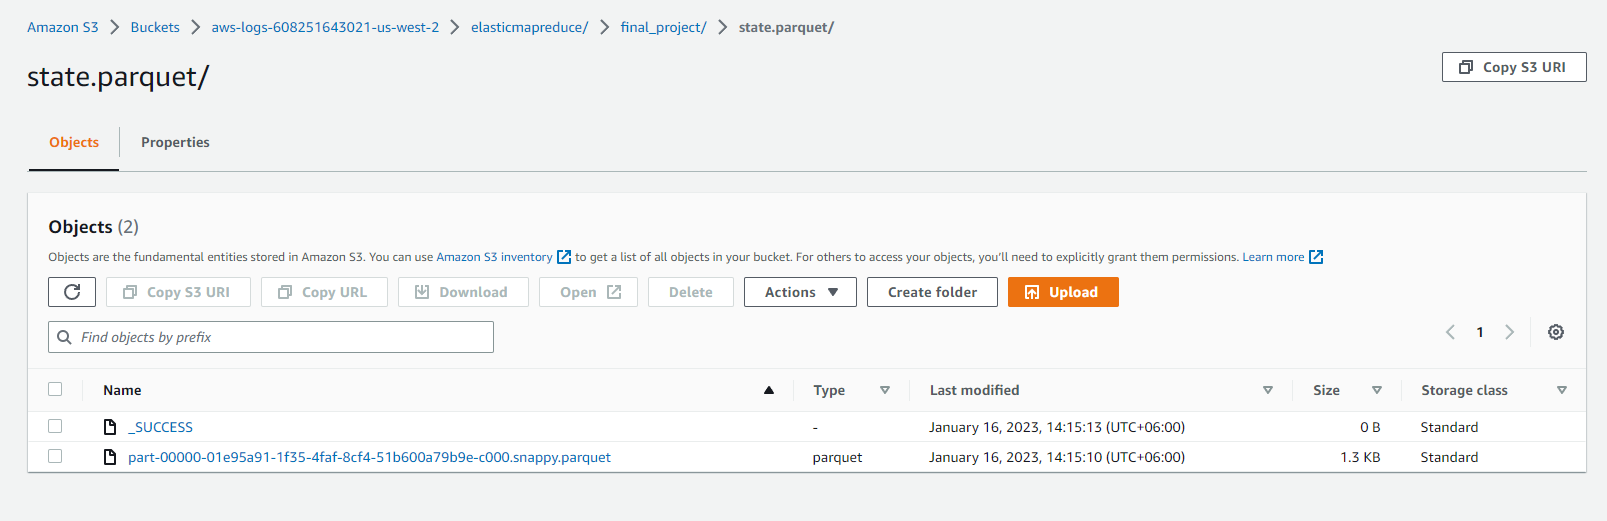 Amazon S3 > Buckets > aws-logs-608251643021-us-west-2 > elasticmapreduce/ > final_project/ > state.parquet/
state.parquet/
Copy S3 URI
Objects
Properties
Objects (2)
Objects are the fundamental entities stored in Amazon S3. You can use Amazon S3 inventory to get a list of all objects in your bucket. For others to access your objects, you'll need to explicitly grant them permissions. Learn more
Copy S3 URI Copy URL Download Open Delete Actions Create folder Upload
Find objects by prefix
1
Name Type Last modified Size Storage class
_SUCCESS - January 16, 2023, 14:15:13 (UTC+06:00) 0 B Standard
part-00000-01e95a91-1f35-4faf-8cf4-51b600a79b9e-c000.snappy.parquet parquet January 16, 2023, 14:15:10 (UTC+06:00) 1.3 KB Standard